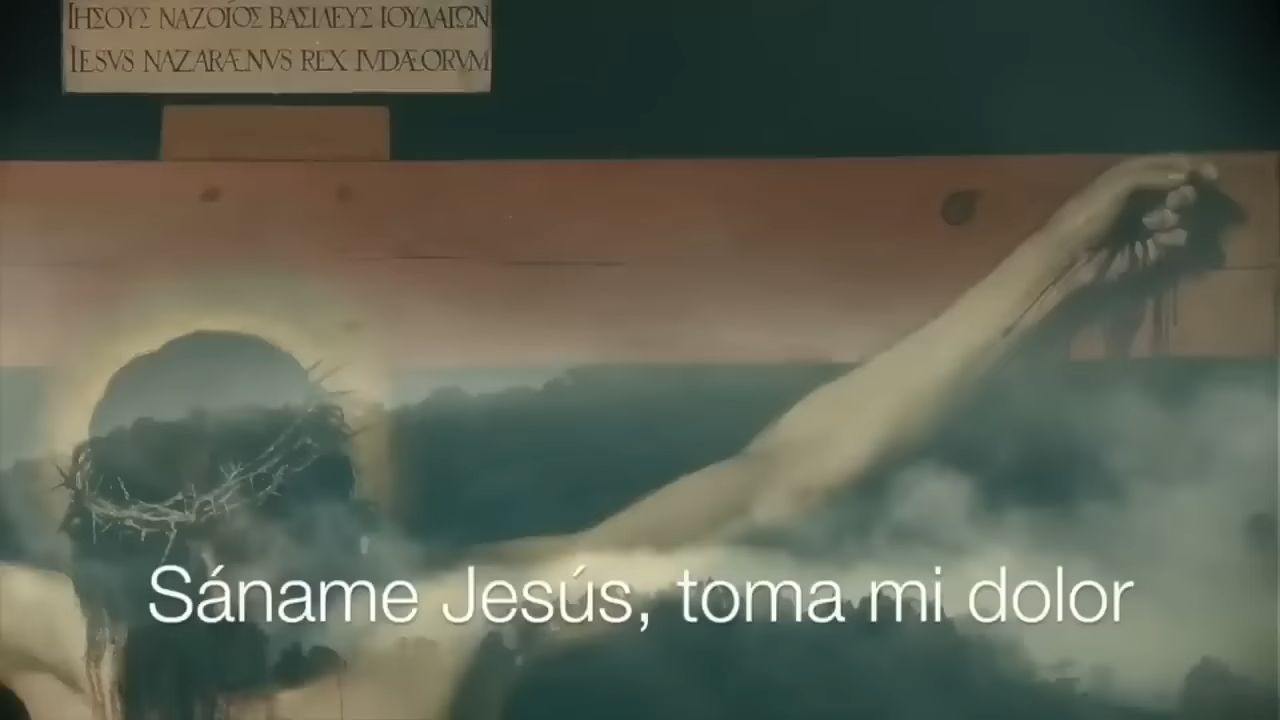 ΙΗΣΟΥΣ ΝΑΖΟΙΟΣ ΒΑΣΙΛΕΥΣ ΙΟΥΔΑΙΩΝ
IESVS NAZARÆNVS REX IVDÆORVM
Sáname Jesús, toma mi dolor